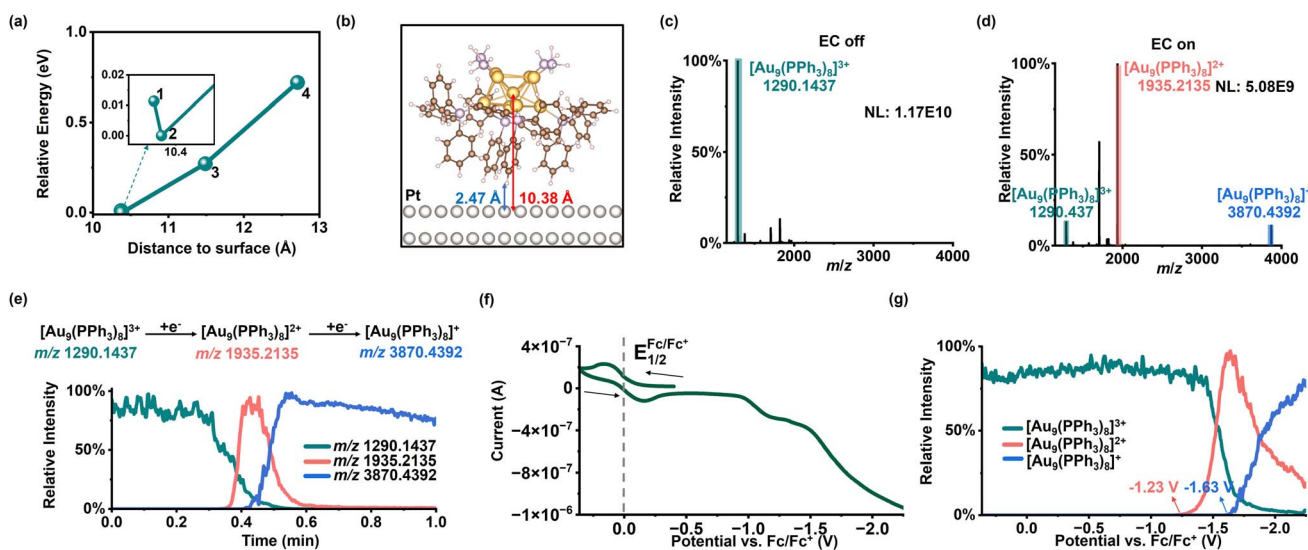 (a)
Relative Energy (eV)
1.0
0.5
0.0
0.02
0.01
0.00
1
2
10.4
3
4
10 11 12 13
Distance to surface (Å)
(b)
Pt
2.47 Å
10.38 Å
(c)
EC off
Relative Intensity
100%
50%
0%
[Au₉(PPh₃)₈]³⁺
1290.1437
NL: 1.17E10
2000 4000
m/z
(d)
EC on
Relative Intensity
100%
50%
0%
[Au₉(PPh₃)₈]²⁺
1935.2135
NL: 5.08E9
[Au₉(PPh₃)₈]³⁺
1290.437
[Au₉(PPh₃)₈]⁺
3870.4392
2000 4000
m/z
(e)
[Au₉(PPh₃)₈]³⁺ +e⁻ [Au₉(PPh₃)₈]²⁺ +e⁻ [Au₉(PPh₃)₈]⁺
m/z 1290.1437 m/z 1935.2135 m/z 3870.4392
Relative Intensity
100%
50%
0%
m/z 1290.1437
m/z 1935.2135
m/z 3870.4392
0.0 0.2 0.4 0.6 0.8 1.0
Time (min)
(f)
Current (A)
4×10⁻⁷
0
−4×10⁻⁷
−8×10⁻⁷
−1×10⁻⁶
E₁/₂ Fc/Fc⁺
0.0 −0.5 −1.0 −1.5 −2.0
Potential vs. Fc/Fc⁺ (V)
(g)
Relative Intensity
100%
50%
0%
[Au₉(PPh₃)₈]³⁺
[Au₉(PPh₃)₈]²⁺
[Au₉(PPh₃)₈]⁺
-1.23 V -1.63 V
0.0 −0.5 −1.0 −1.5 −2.0
Potential vs. Fc/Fc⁺ (V)